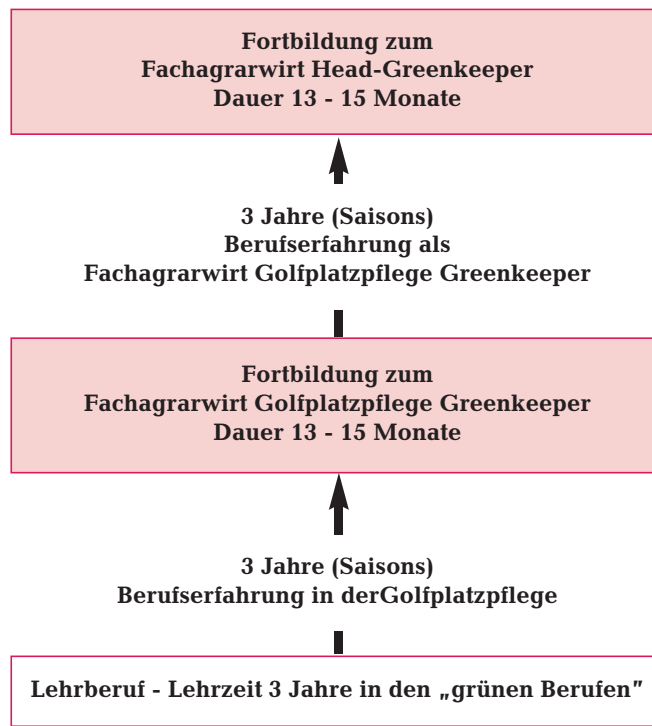 Fortbildung zum
Fachagrarwirt Head-Greenkeeper
Dauer 13 - 15 Monate
3 Jahre (Saisons)
Berufserfahrung als
Fachagrarwirt Golfplatzpflege Greenkeeper
Fortbildung zum
Fachagrarwirt Golfplatzpflege Greenkeeper
Dauer 13 - 15 Monate
3 Jahre (Saisons)
Berufserfahrung in derGolfplatzpflege
Lehrberuf - Lehrzeit 3 Jahre in den „grünen Berufen”